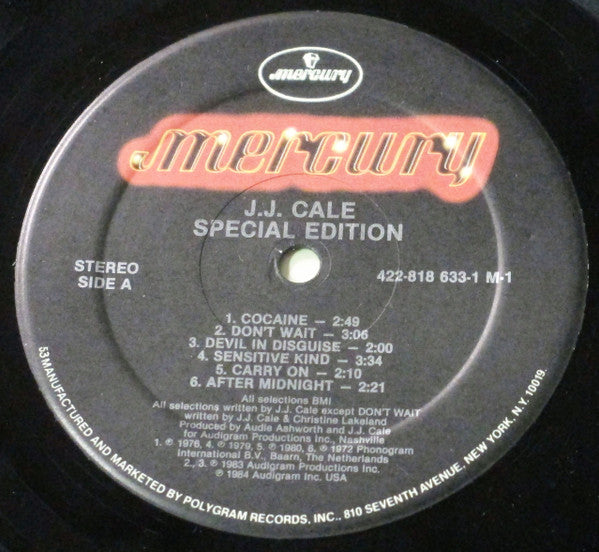 mercury
mercury
J.J. CALE
SPECIAL EDITION
STEREO
SIDE A
422-818 633-1 M-1
1. COCAINE — 2:49
2. DON'T WAIT — 3:06
3. DEVIL IN DISGUISE — 2:00
4. SENSITIVE KIND — 3:34
5. CARRY ON — 2:10
6. AFTER MIDNIGHT — 2:21
All selections BMI
All selections written by J.J. Cale except DON'T WAIT
written by J.J. Cale & Christine Lakeland
Produced by Audie Ashworth and J.J. Cale
for Audigram Productions Inc., Nashville
1. ℗ 1976, 4. ℗ 1979, 5. ℗ 1980, 6. ℗ 1972 Phonogram
International B.V., Baarn, The Netherlands
2., 3. ℗ 1983 Audigram Productions Inc.
℗ 1984 Audigram Inc. USA
53 MANUFACTURED AND MARKETED BY POLYGRAM RECORDS, INC., 810 SEVENTH AVENUE, NEW YORK, N.Y. 10019.